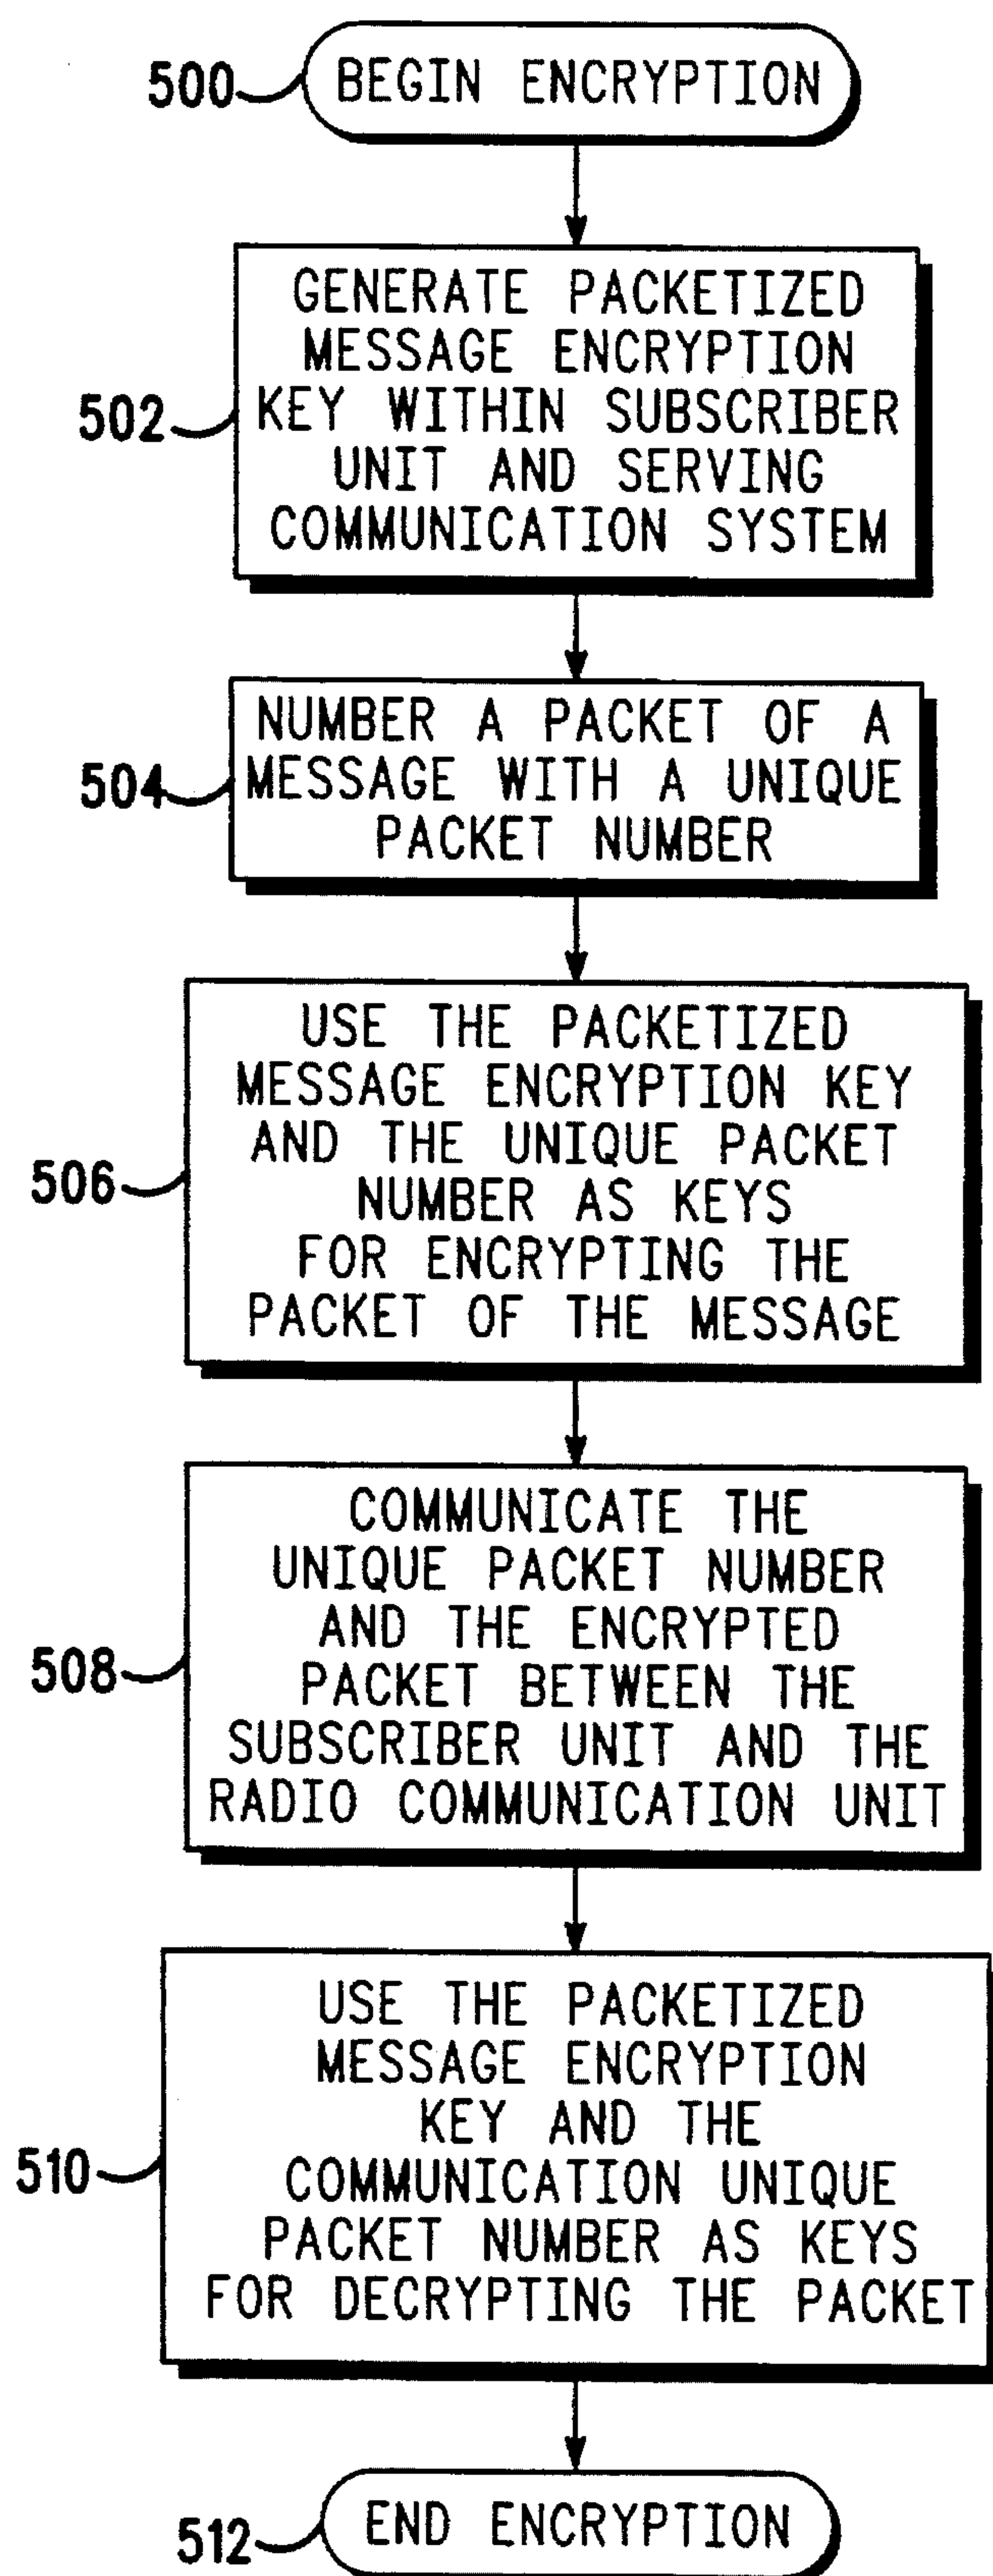 500
BEGIN ENCRYPTION
502
GENERATE PACKETIZED
MESSAGE ENCRYPTION
KEY WITHIN SUBSCRIBER
UNIT AND SERVING
COMMUNICATION SYSTEM
504
NUMBER A PACKET OF A
MESSAGE WITH A UNIQUE
PACKET NUMBER
506
USE THE PACKETIZED
MESSAGE ENCRYPTION KEY
AND THE UNIQUE PACKET
NUMBER AS KEYS
FOR ENCRYPTING THE
PACKET OF THE MESSAGE
508
COMMUNICATE THE
UNIQUE PACKET NUMBER
AND THE ENCRYPTED
PACKET BETWEEN THE
SUBSCRIBER UNIT AND THE
RADIO COMMUNICATION UNIT
510
USE THE PACKETIZED
MESSAGE ENCRYPTION
KEY AND THE
COMMUNICATION UNIQUE
PACKET NUMBER AS KEYS
FOR DECRYPTING THE PACKET
512
END ENCRYPTION